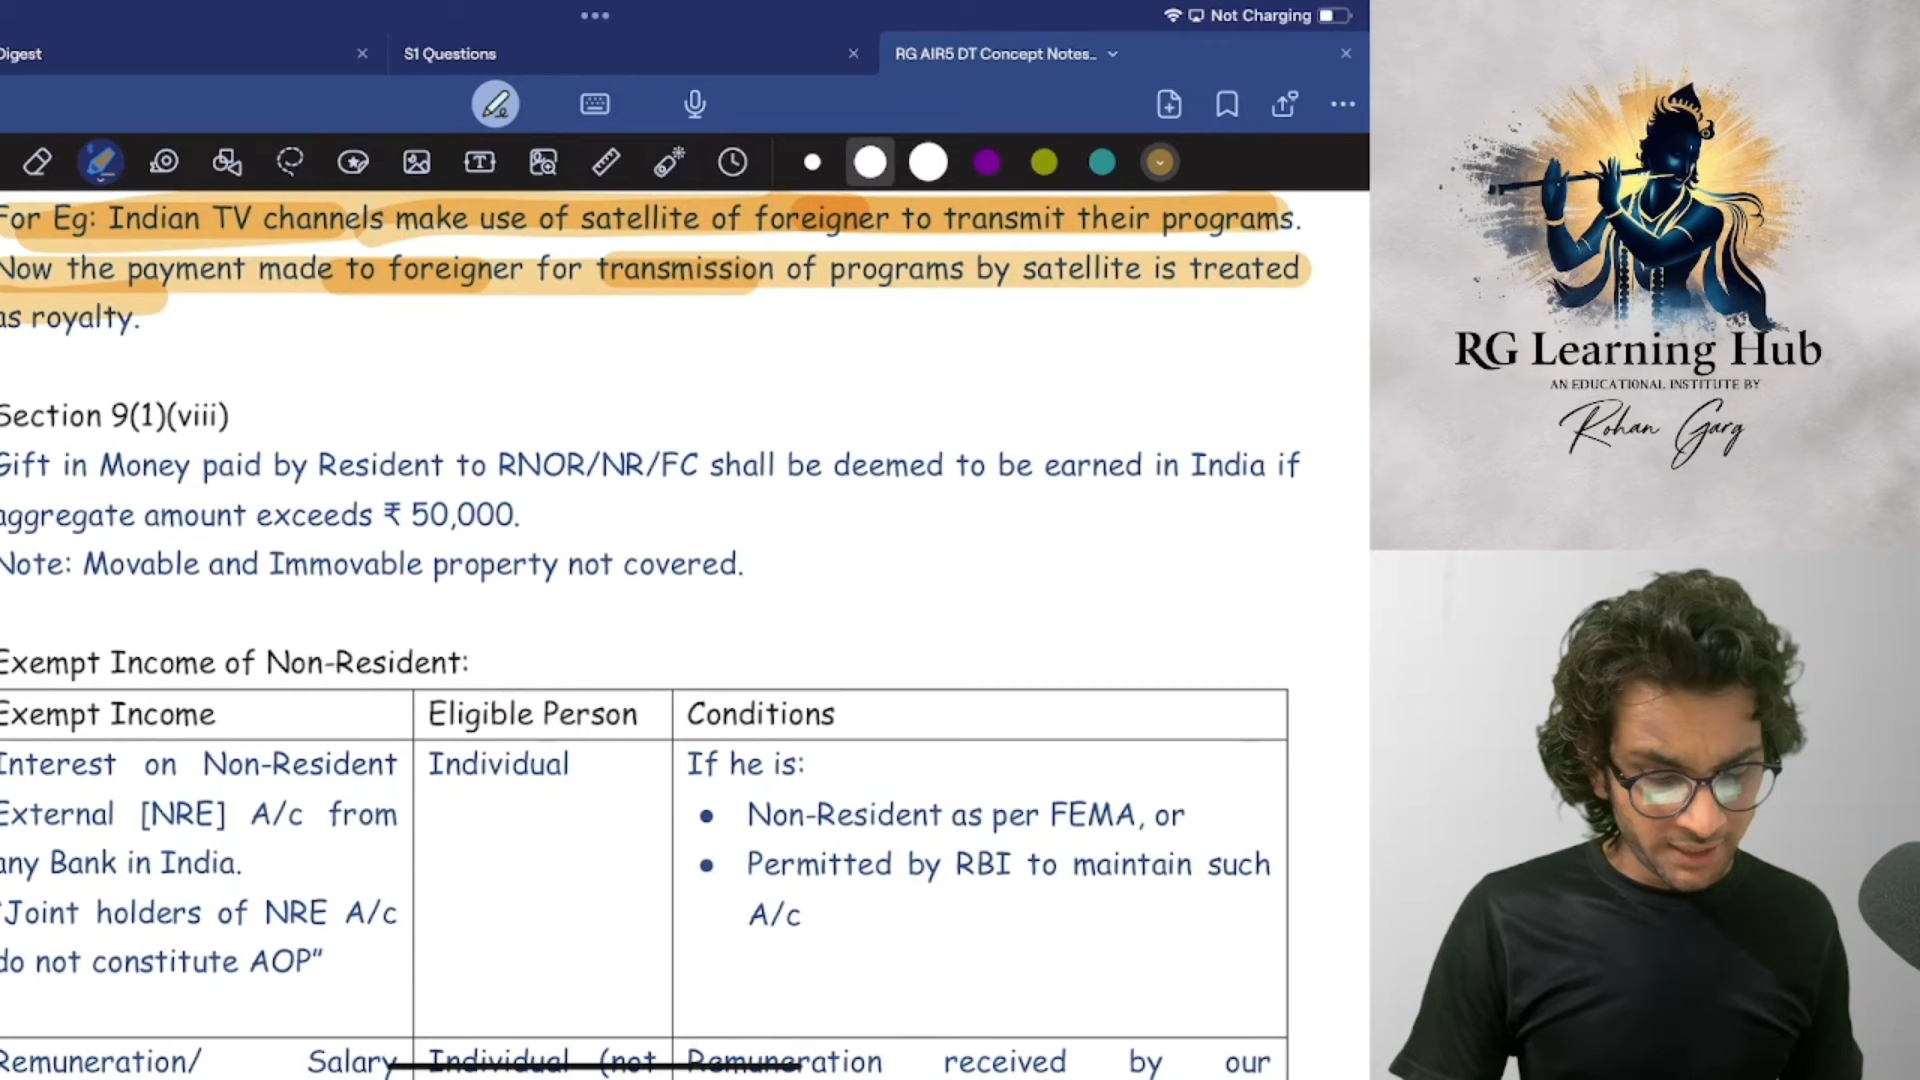 Not Charging
Digest
S1 Questions
RG AIR5 DT Concept Notes..
For Eg: Indian TV channels make use of satellite of foreigner to transmit their programs.
Now the payment made to foreigner for transmission of programs by satellite is treated
as royalty.
Section 9(1)(viii)
Gift in Money paid by Resident to RNOR/NR/FC shall be deemed to be earned in India if
aggregate amount exceeds ₹ 50,000.
Note: Movable and Immovable property not covered.
Exempt Income of Non-Resident:
Exempt Income Eligible Person Conditions
Interest on Non-Resident Individual If he is:
External [NRE] A/c from • Non-Resident as per FEMA, or
any Bank in India. • Permitted by RBI to maintain such
"Joint holders of NRE A/c A/c
do not constitute AOP"
Remuneration/ Salary Individual (not Remuneration received by our
RG Learning Hub
AN EDUCATIONAL INSTITUTE BY
Rohan Garg